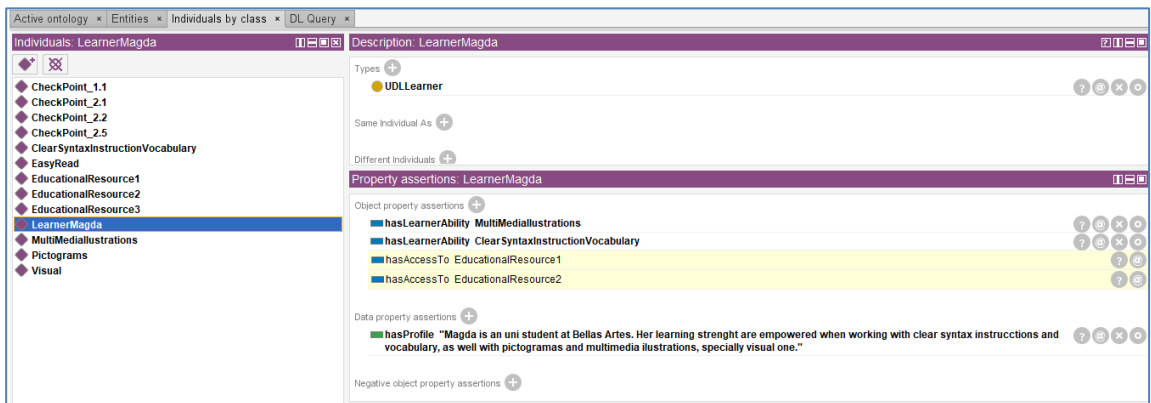 Active ontology × Entities × Individuals by class × DL Query ×
Individuals: LearnerMagda
CheckPoint_1.1
CheckPoint_2.1
CheckPoint_2.2
CheckPoint_2.5
ClearSyntaxInstructionVocabulary
EasyRead
EducationalResource1
EducationalResource2
EducationalResource3
LearnerMagda
MultiMediaIlustrations
Pictograms
Visual
Description: LearnerMagda
Types
UDLLearner
Same Individual As
Different Individuals
Property assertions: LearnerMagda
Object property assertions
hasLearnerAbility MultiMediaIlustrations
hasLearnerAbility ClearSyntaxInstructionVocabulary
hasAccessTo EducationalResource1
hasAccessTo EducationalResource2
Data property assertions
hasProfile "Magda is an uni student at Bellas Artes. Her learning strenght are empowered when working with clear syntax instrucctions and
vocabulary, as well with pictogramas and multimedia ilustrations, specially visual one."
Negative object property assertions